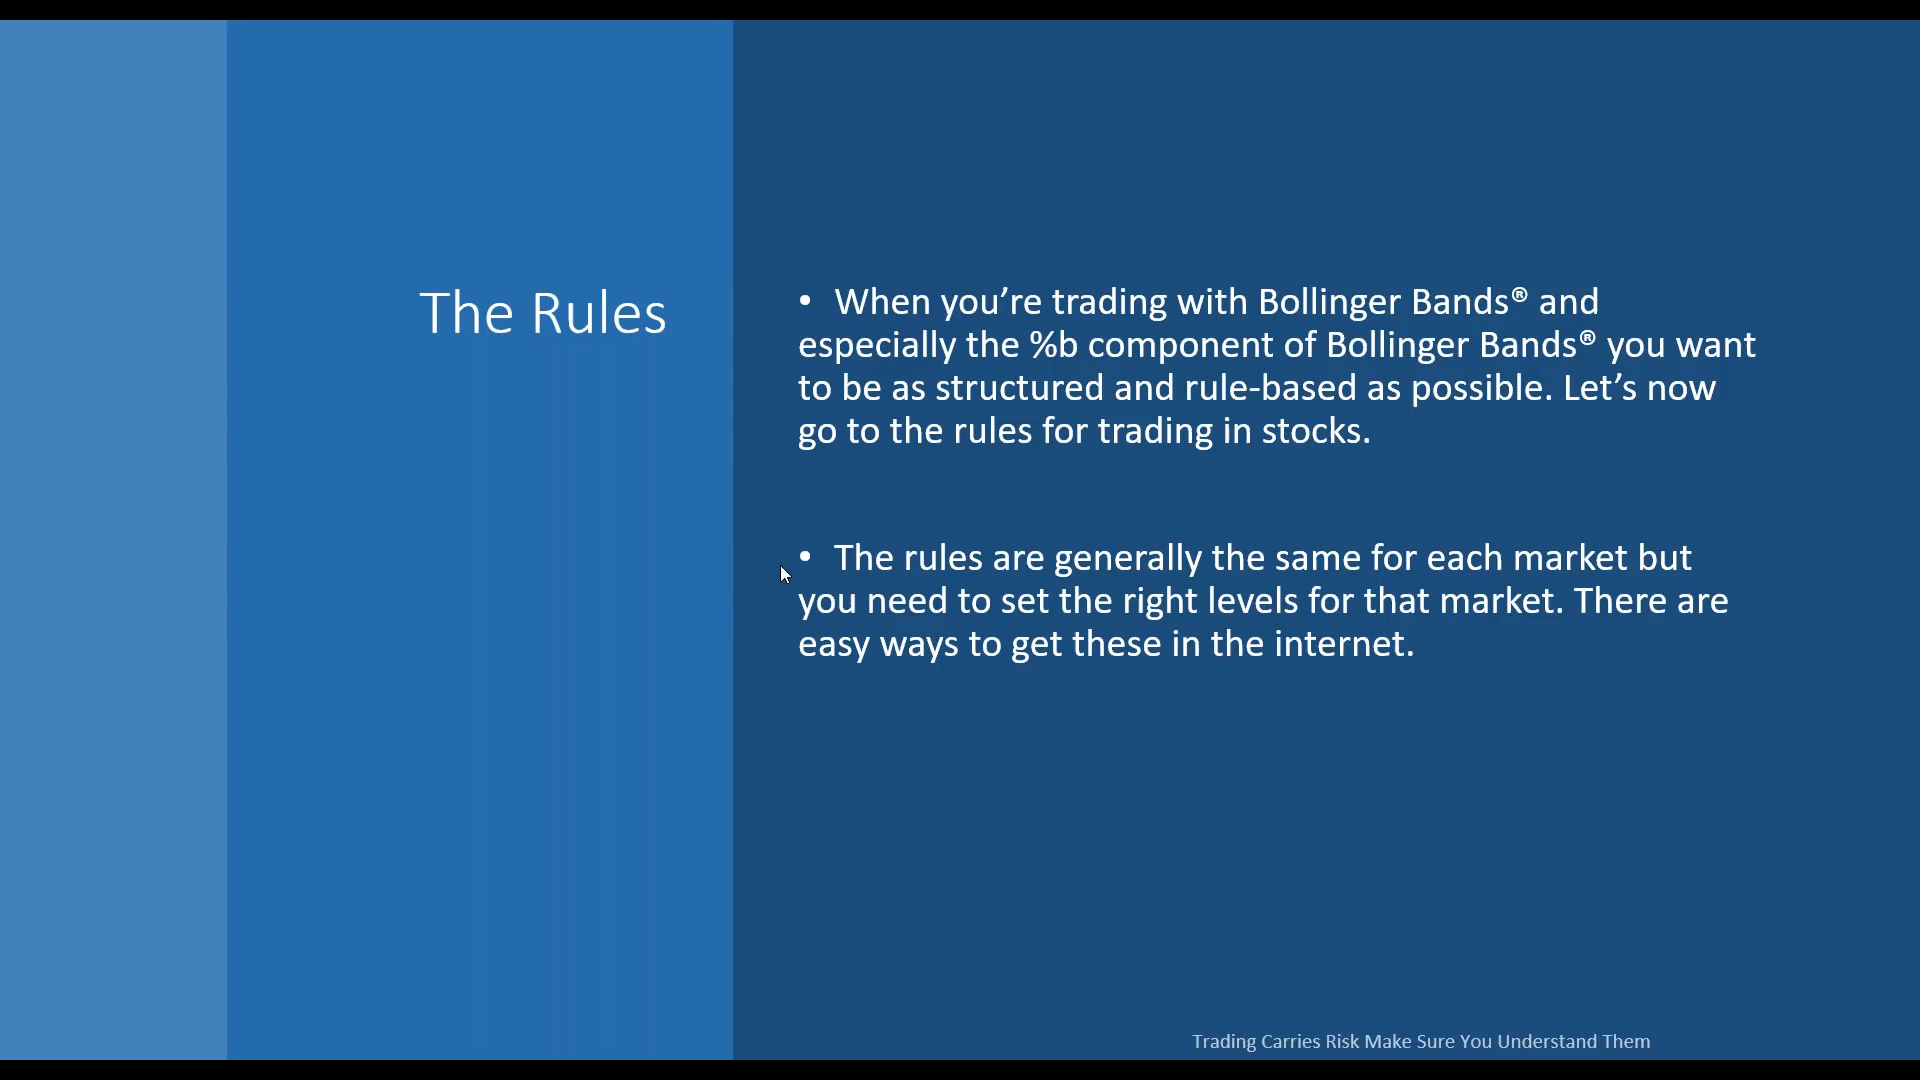 The Rules
• When you’re trading with Bollinger Bands® and
especially the %b component of Bollinger Bands® you want
to be as structured and rule-based as possible. Let’s now
go to the rules for trading in stocks.
• The rules are generally the same for each market but
you need to set the right levels for that market. There are
easy ways to get these in the internet.
Trading Carries Risk Make Sure You Understand Them